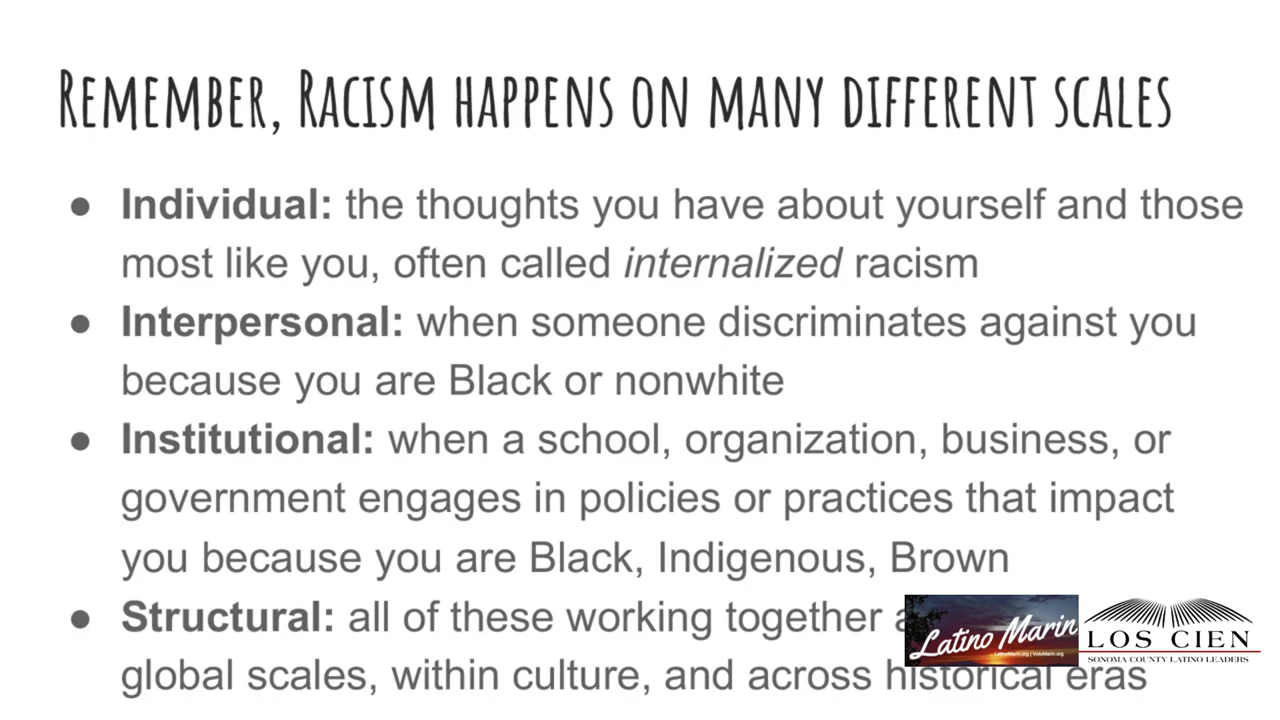 Remember, Racism happens on many different scales
● Individual: the thoughts you have about yourself and those
most like you, often called internalized racism
● Interpersonal: when someone discriminates against you
because you are Black or nonwhite
● Institutional: when a school, organization, business, or
government engages in policies or practices that impact
you because you are Black, Indigenous, Brown
● Structural: all of these working together
global scales, within culture, and across historical eras
Latino Marin
LatinoMarin.org | VotoMarin.org
LOS CIEN
SONOMA COUNTY LATINO LEADERS